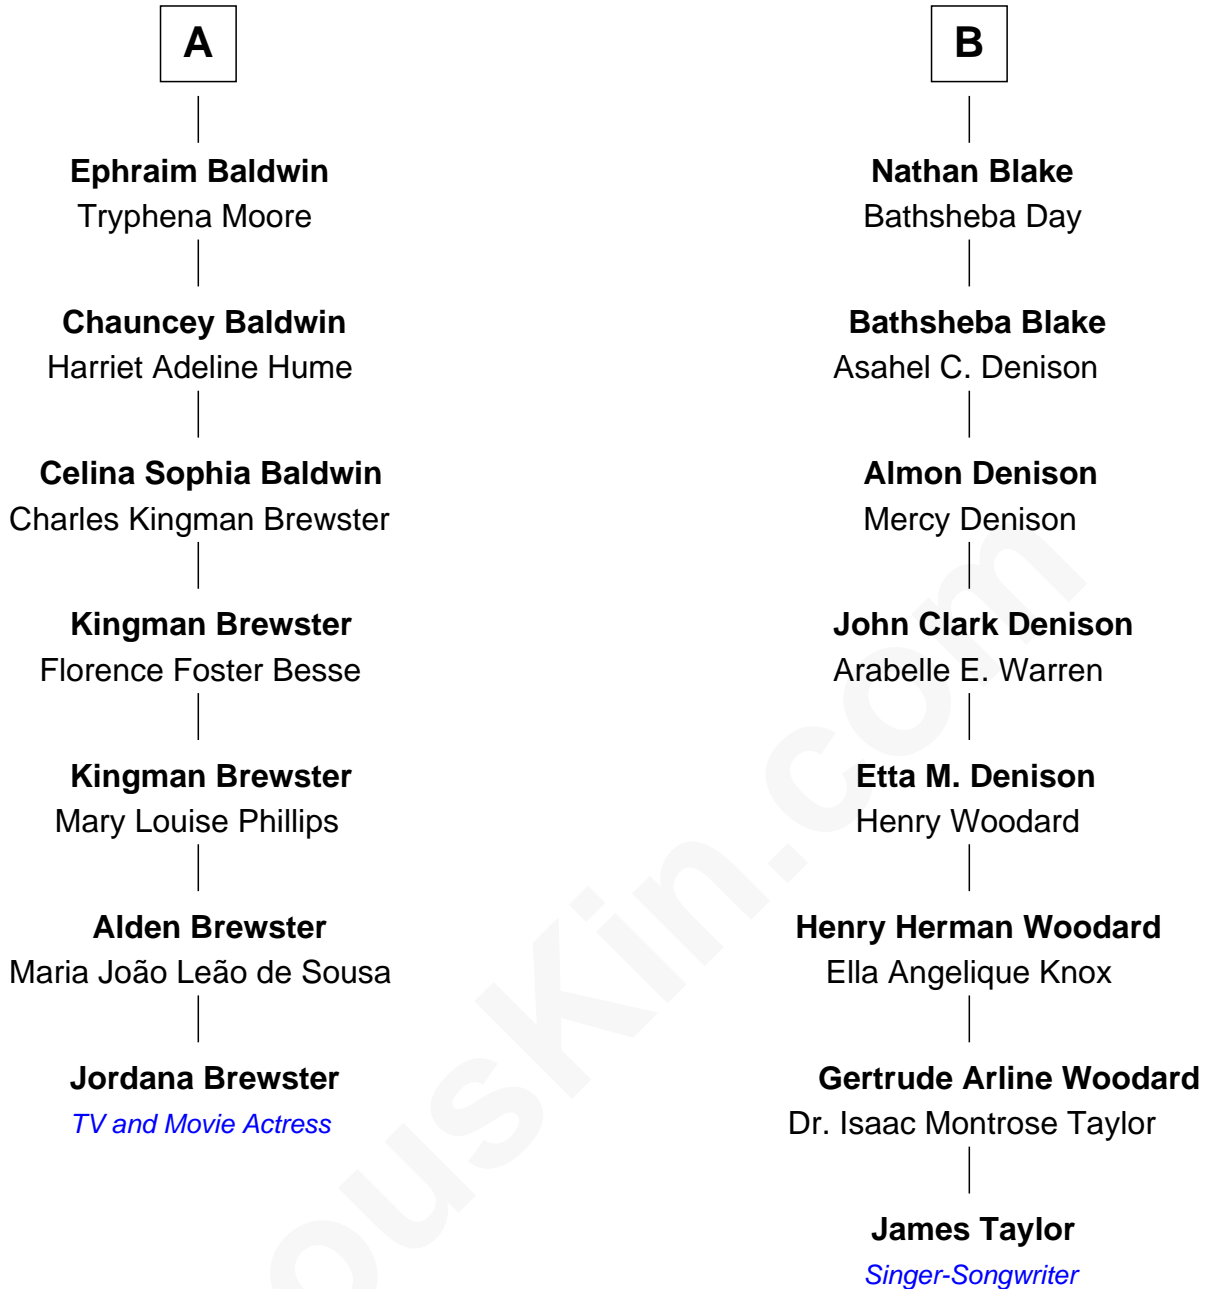 A
Ephraim Baldwin
Tryphena Moore
Chauncey Baldwin
Harriet Adeline Hume
Celina Sophia Baldwin
Charles Kingman Brewster
Kingman Brewster
Florence Foster Besse
Kingman Brewster
Mary Louise Phillips
Alden Brewster
Maria João Leão de Sousa
Jordana Brewster
TV and Movie Actress
B
Nathan Blake
Bathsheba Day
Bathsheba Blake
Asahel C. Denison
Almon Denison
Mercy Denison
John Clark Denison
Arabelle E. Warren
Etta M. Denison
Henry Woodard
Henry Herman Woodard
Ella Angelique Knox
Gertrude Arline Woodard
Dr. Isaac Montrose Taylor
James Taylor
Singer-Songwriter
ousKin.com